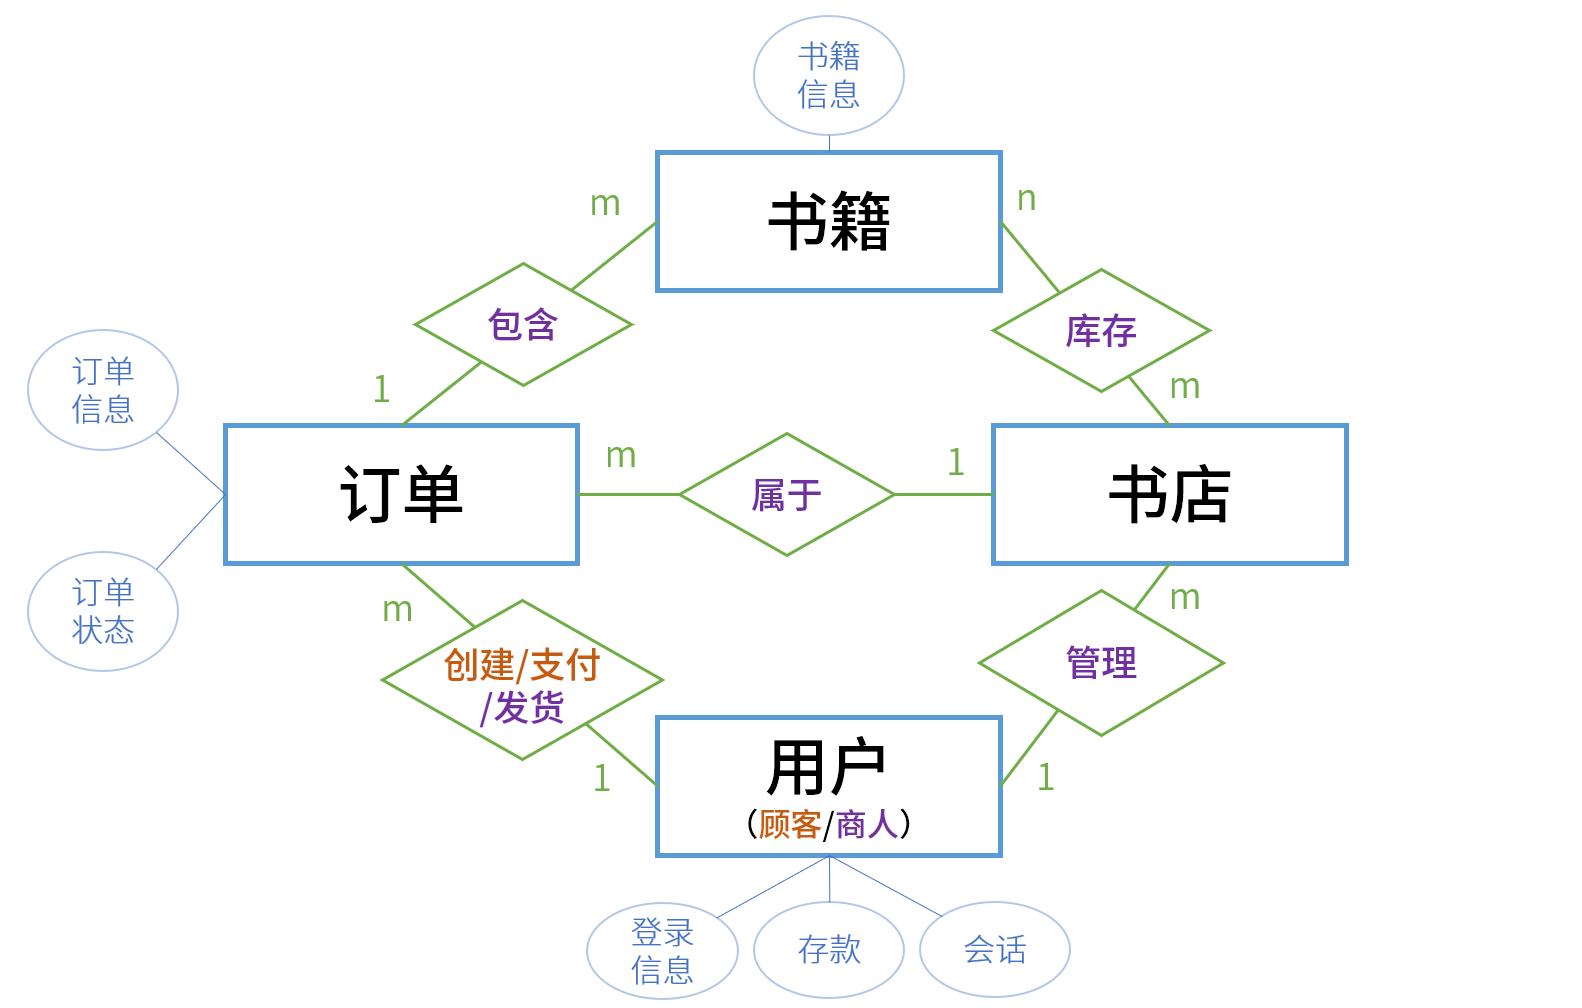 书籍
信息
书籍
m
n
包含
库存
1
m
订单
信息
订单
m
属于
1
书店
订单
状态
m
创建/支付
/发货
1
m
管理
1
用户
（顾客/商人）
登录
信息
存款
会话